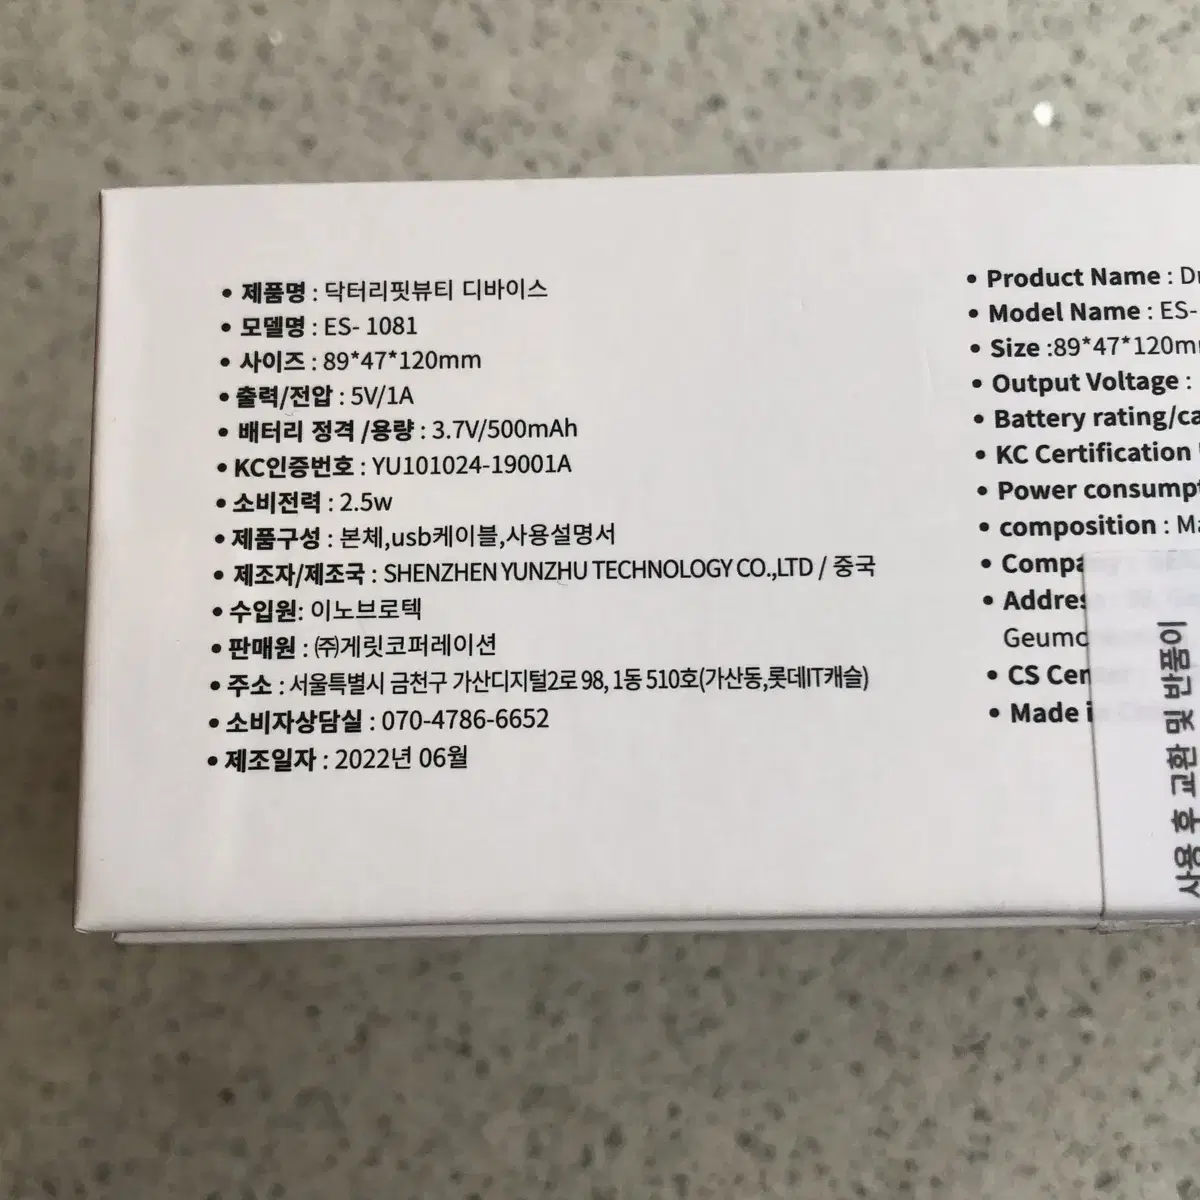 • 제품명 : 닥터리핏뷰티 디바이스
• 모델명 : ES- 1081
• 사이즈 : 89*47*120mm
• 출력/전압 : 5V/1A
• 배터리 정격 /용량 : 3.7V/500mAh
• KC인증번호 : YU101024-19001A
• 소비전력 : 2.5w
• 제품구성 : 본체,usb케이블,사용설명서
• 제조자/제조국 : SHENZHEN YUNZHU TECHNOLOGY CO.,LTD / 중국
• 수입원: 이노브로텍
• 판매원 : ㈜게릿코퍼레이션
• 주소 : 서울특별시 금천구 가산디지털2로 98, 1동 510호(가산동,롯데IT캐슬)
• 소비자상담실 : 070-4786-6652
• 제조일자 : 2022년 06월
• Product Name :
• Model Name : ES-
• Size :89*47*120m
• Output Voltage :
• Battery rating/
• KC Certification
• Power
• composition :
•
•
• CS
• Made
사용 후 교환 및 반품이